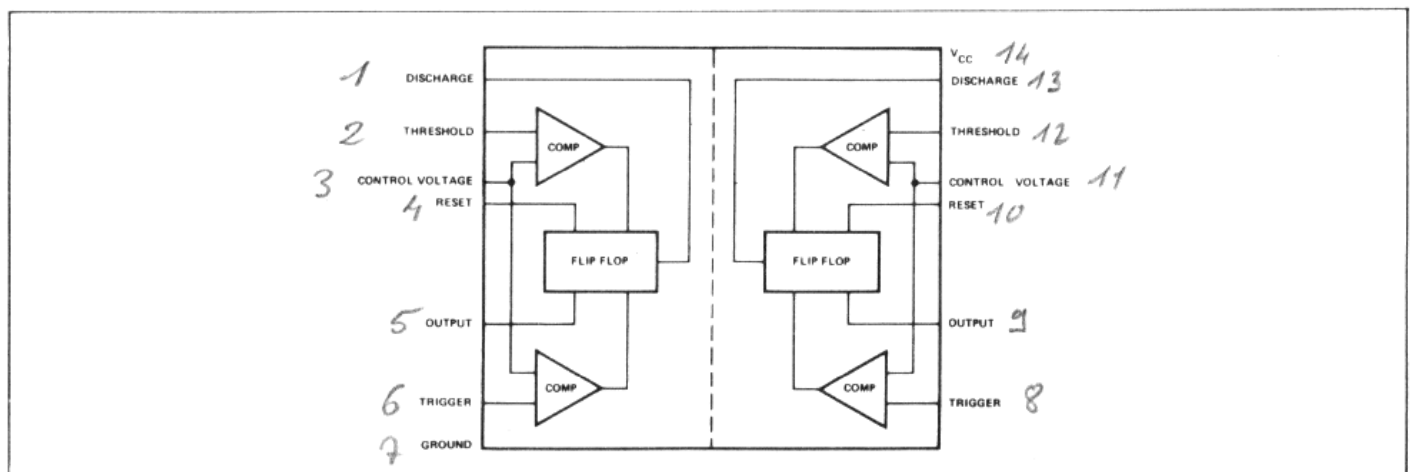 1 DISCHARGE
2 THRESHOLD
3 CONTROL VOLTAGE
4 RESET
5 OUTPUT
6 TRIGGER
7 GROUND
COMP
FLIP FLOP
COMP
COMP
FLIP FLOP
COMP
VCC 14
DISCHARGE 13
THRESHOLD 12
CONTROL VOLTAGE 11
RESET 10
OUTPUT 9
TRIGGER 8